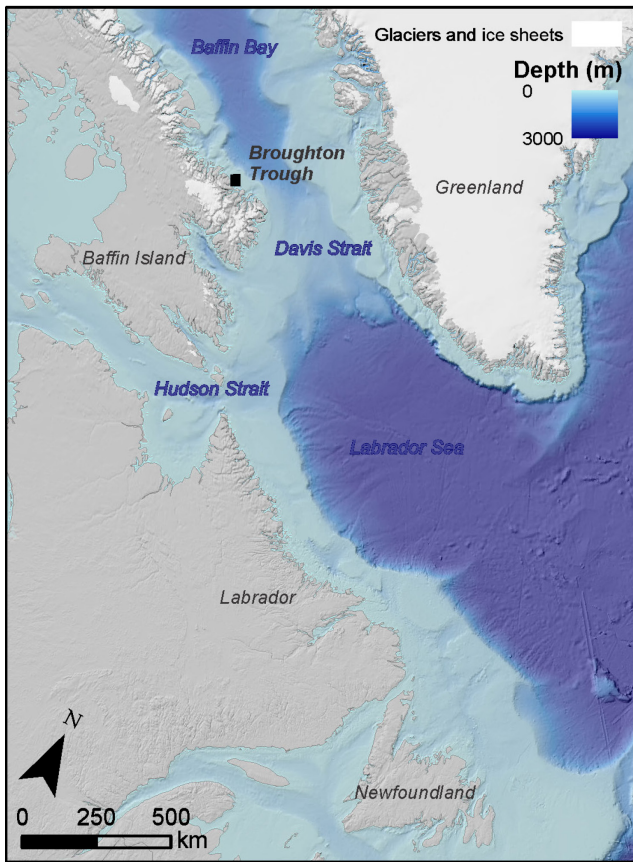 Baffin Bay
Glaciers and ice sheets
Depth (m)
0
3000
Broughton
Trough
Greenland
Davis Strait
Baffin Island
Hudson Strait
Labrador Sea
Labrador
N
Newfoundland
0 250 500
km